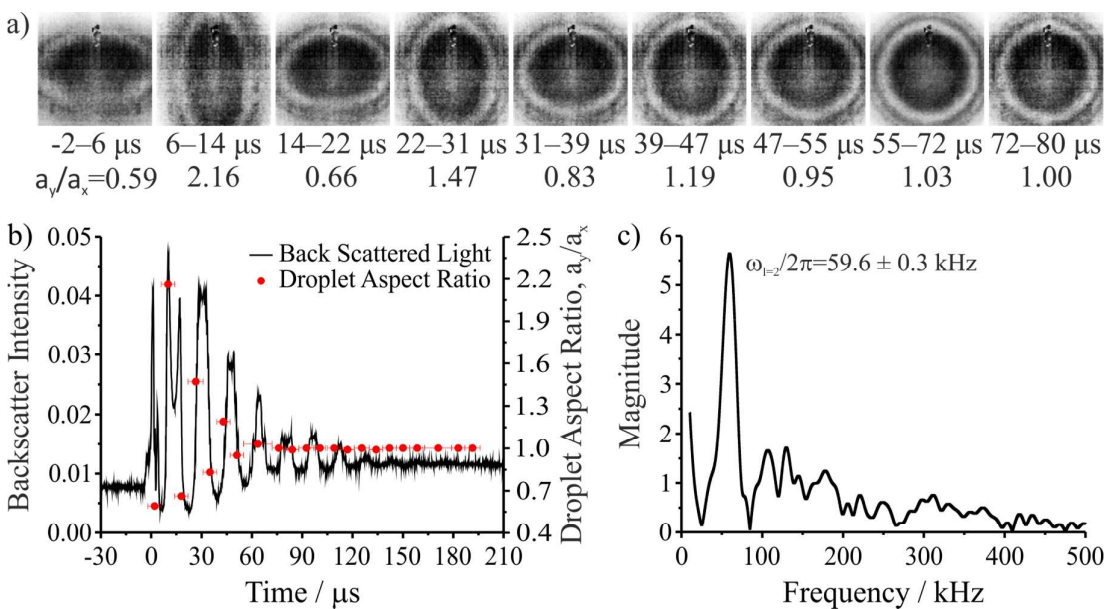 a)
-2–6 μs 6–14 μs 14–22 μs 22–31 μs 31–39 μs 39–47 μs 47–55 μs 55–72 μs 72–80 μs
a_y/a_x=0.59 2.16 0.66 1.47 0.83 1.19 0.95 1.03 1.00
b)
Backscatter Intensity
0.05
0.04
0.03
0.02
0.01
0.00
Back Scattered Light
Droplet Aspect Ratio
2.5
2.2
1.9
1.6
1.3
1.0
0.7
0.4
Droplet Aspect Ratio, a_y/a_x
-30 0 30 60 90 120 150 180 210
Time / μs
c)
Magnitude
6
5
4
3
2
1
0
ω_l=2/2π=59.6 ± 0.3 kHz
0 100 200 300 400 500
Frequency / kHz